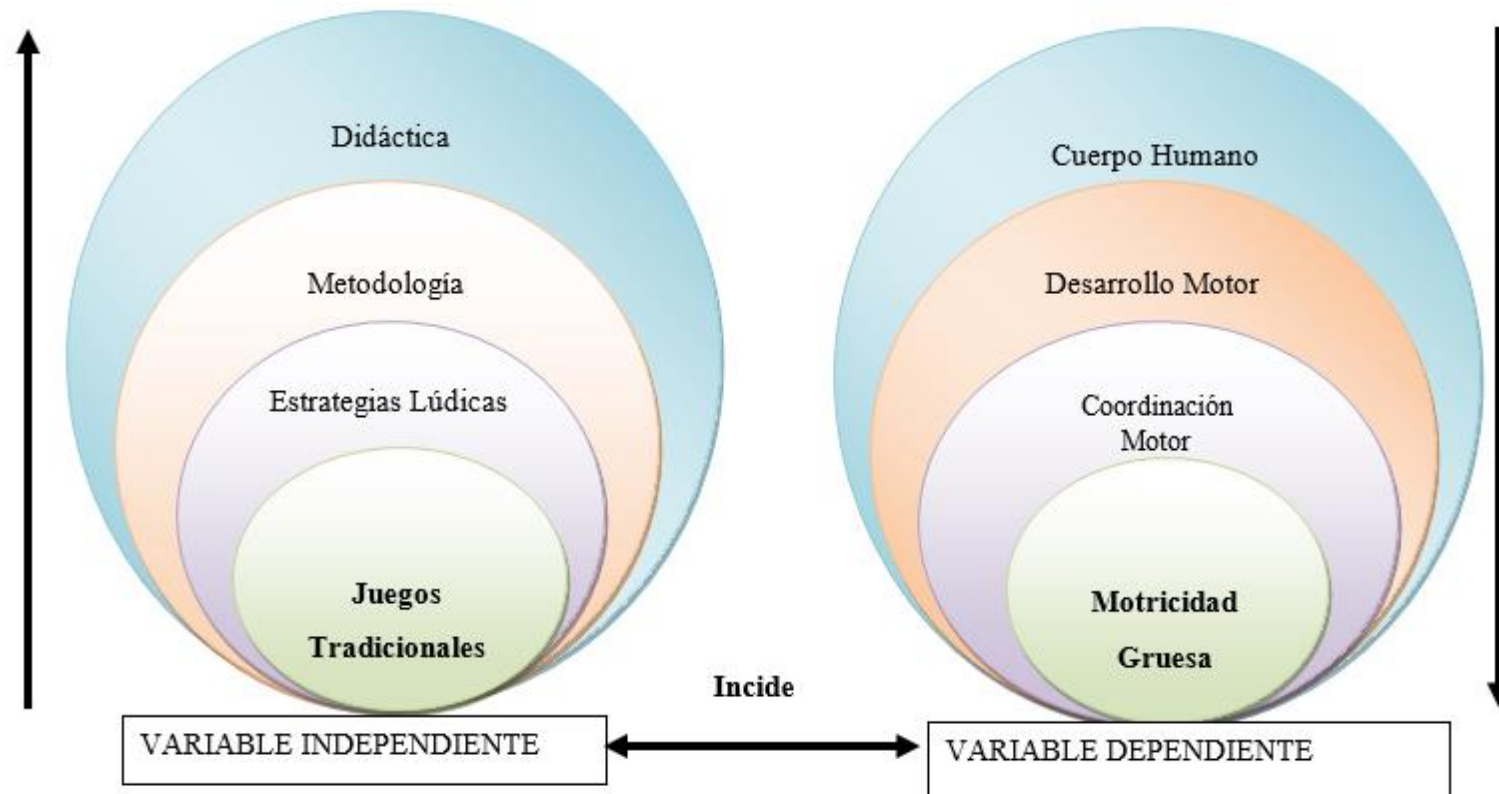 Didáctica
Metodología
Estrategias Lúdicas
Juegos
Tradicionales
VARIABLE INDEPENDIENTE
Incide
Cuerpo Humano
Desarrollo Motor
Coordinación
Motor
Motricidad
Gruesa
VARIABLE DEPENDIENTE